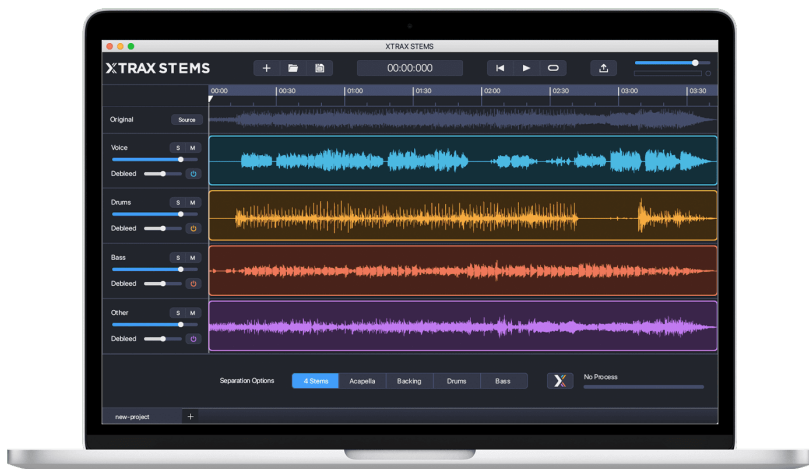 XTRAX STEMS
XTRAX STEMS
00:00:000
00:00 00:30 01:00 01:30 02:00 02:30 03:00 03:30
Original Source
Voice S M
Debleed
Drums S M
Debleed
Bass S M
Debleed
Other S M
Debleed
Separation Options 4 Stems Acapella Backing Drums Bass X No Process
new-project +